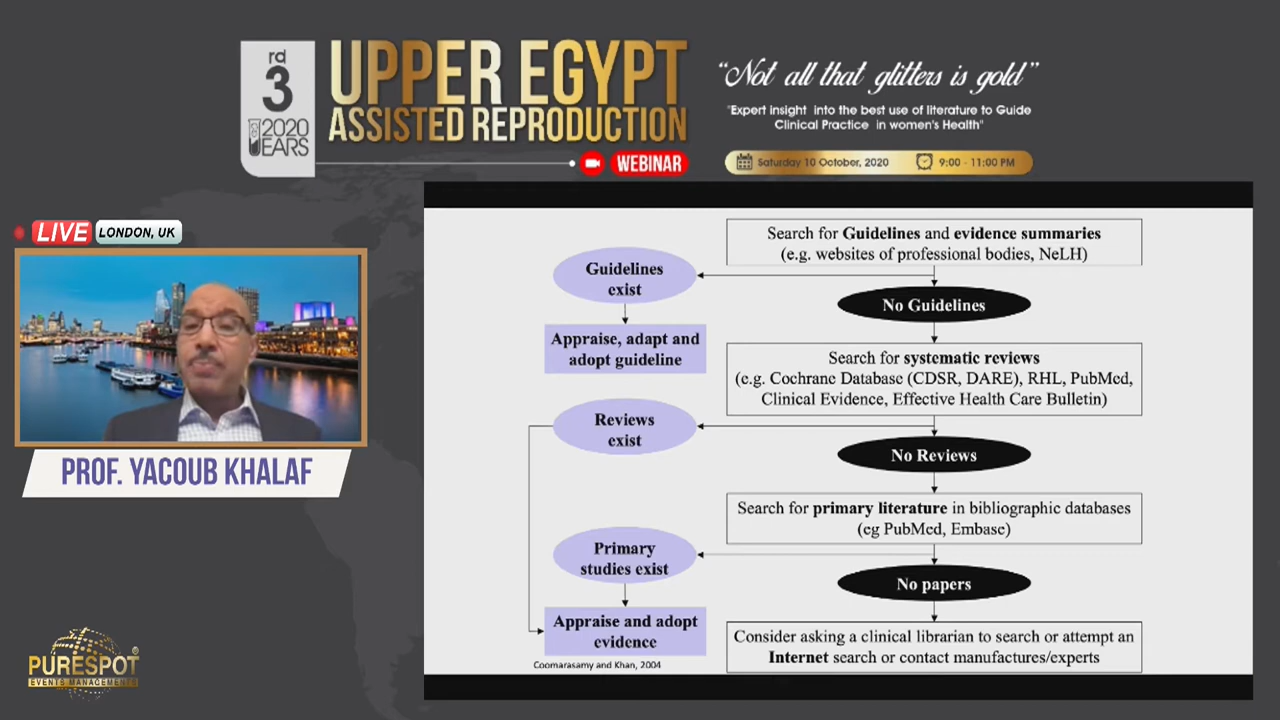 rd
3
2020
YEARS
UPPER EGYPT
ASSISTED REPRODUCTION
WEBINAR
“Not all that glitters is gold”
"Expert insight into the best use of literature to Guide
Clinical Practice in women's Health"
Saturday 10 October, 2020
9:00 - 11:00 PM
LIVE
LONDON, UK
PROF. YACOUB KHALAF
Search for Guidelines and evidence summaries
(e.g. websites of professional bodies, NeLH)
Guidelines
exist
No Guidelines
Appraise, adapt and
adopt guideline
Search for systematic reviews
(e.g. Cochrane Database (CDSR, DARE), RHL, PubMed,
Clinical Evidence, Effective Health Care Bulletin)
Reviews
exist
No Reviews
Search for primary literature in bibliographic databases
(eg PubMed, Embase)
Primary
studies exist
No papers
Appraise and adopt
evidence
Consider asking a clinical librarian to search or attempt an
Internet search or contact manufactures/experts
Coomarasamy and Khan, 2004
PURESPOT®
EVENTS MANAGEMENTS